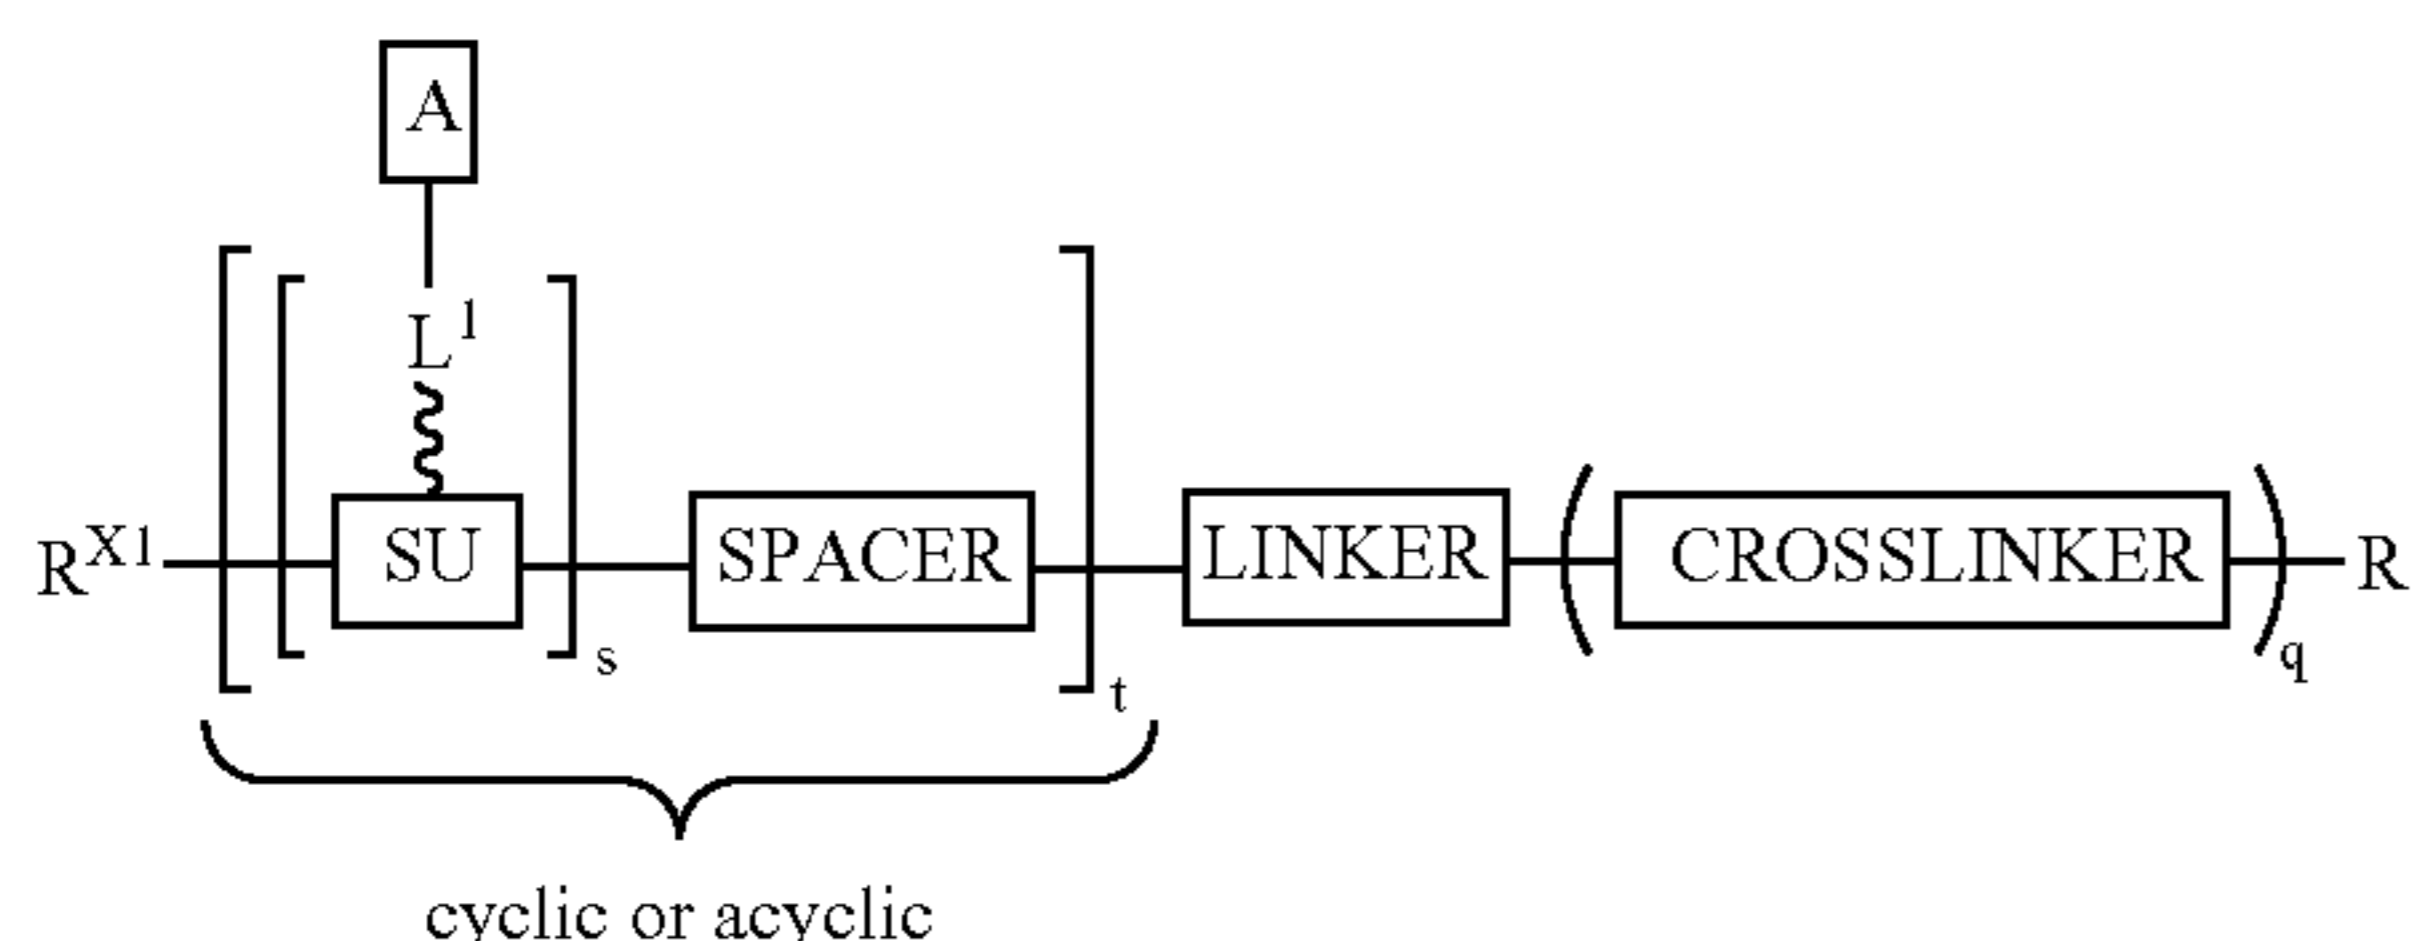 A
L1
RX1 SU s SPACER t LINKER CROSSLINKER q R
cyclic or acyclic